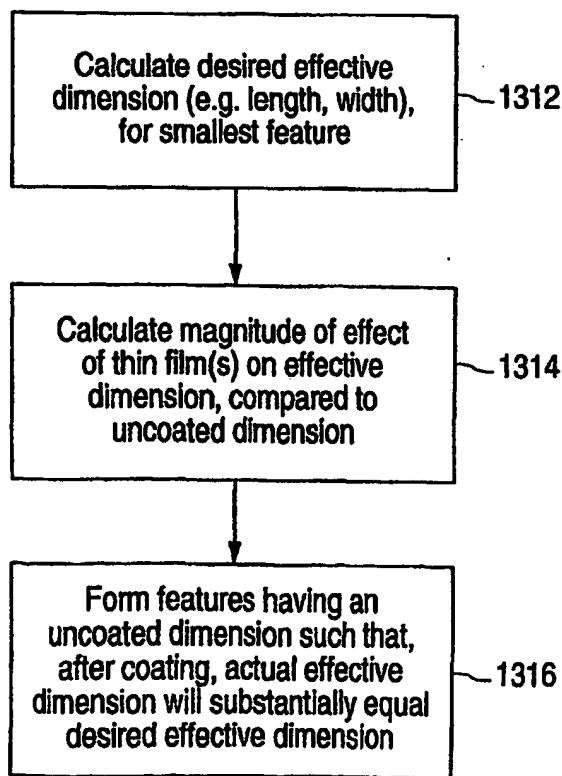 Calculate desired effective
dimension (e.g. length, width),
for smallest feature
1312
Calculate magnitude of effect
of thin film(s) on effective
dimension, compared to
uncoated dimension
1314
Form features having an
uncoated dimension such that,
after coating, actual effective
dimension will substantially equal
desired effective dimension
1316